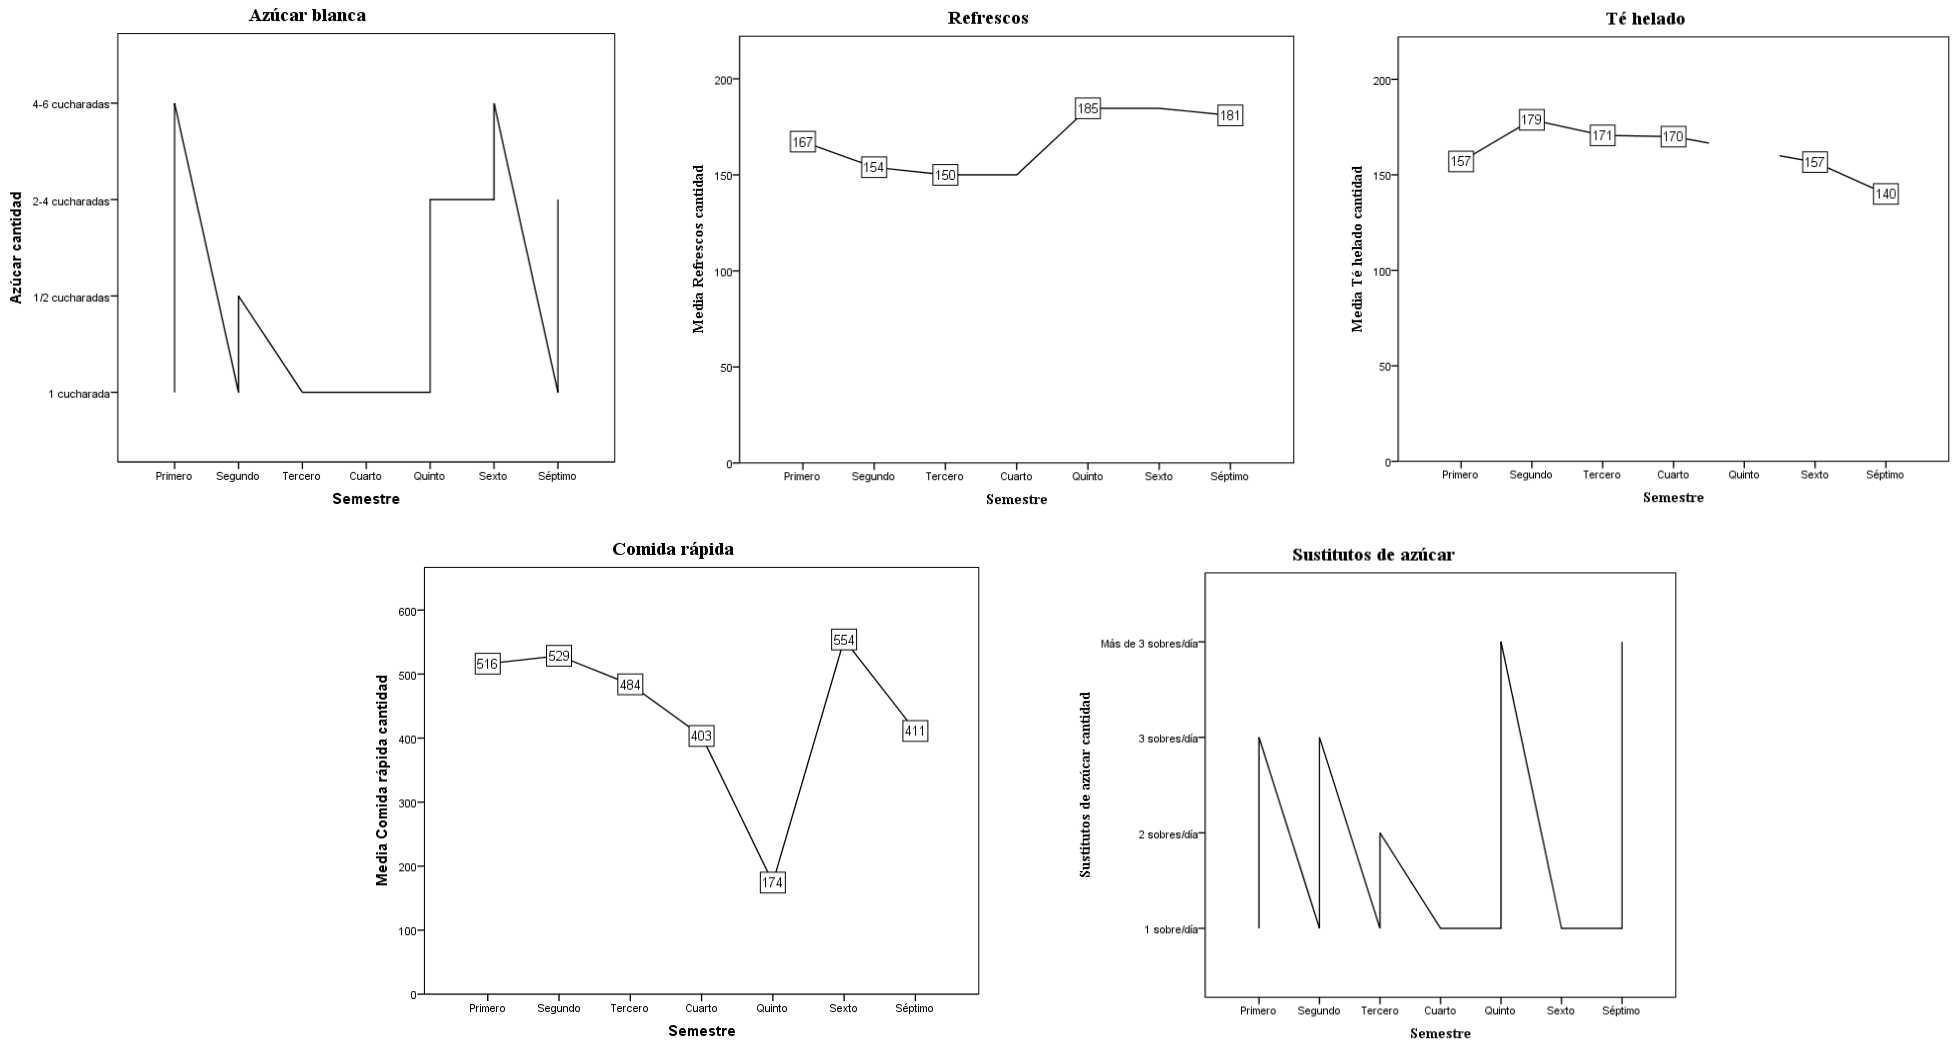 Azúcar blanca
Azúcar cantidad
4-6 cucharadas
2-4 cucharadas
1/2 cucharadas
1 cucharada
Primero Segundo Tercero Cuarto Quinto Sexto Séptimo
Semestre
Refrescos
Media Refrescos cantidad
200
150
100
50
0
167 154 150 185 181
Primero Segundo Tercero Cuarto Quinto Sexto Séptimo
Semestre
Té helado
Media Té helado cantidad
200
150
100
50
0
157 179 171 170 157 140
Primero Segundo Tercero Cuarto Quinto Sexto Séptimo
Semestre
Comida rápida
Media Comida rápida cantidad
600
500
400
300
200
100
0
516 529 484 403 174 554 411
Primero Segundo Tercero Cuarto Quinto Sexto Séptimo
Semestre
Sustitutos de azúcar
Sustitutos de azúcar cantidad
Más de 3 sobres/día
3 sobres/día
2 sobres/día
1 sobre/día
Primero Segundo Tercero Cuarto Quinto Sexto Séptimo
Semestre